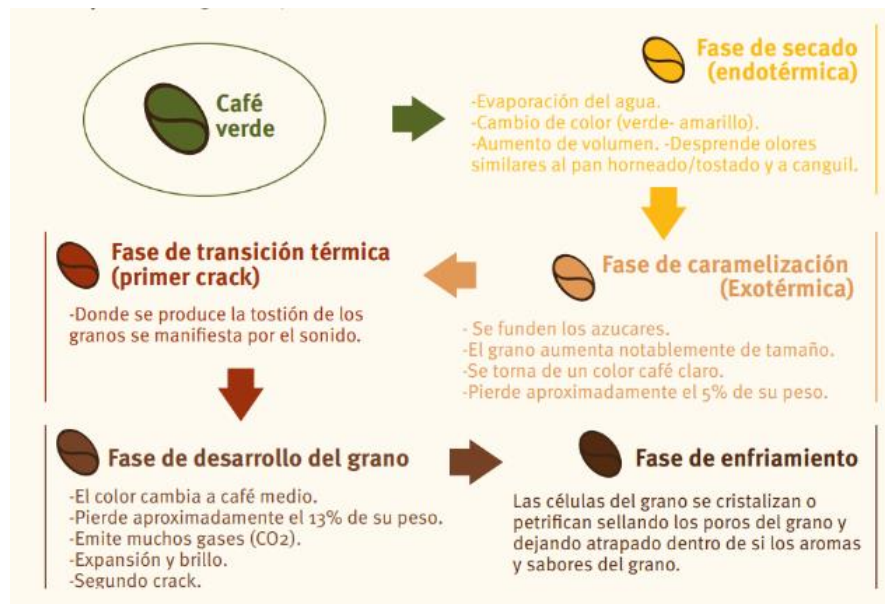 Café
verde
Fase de secado
(endotérmica)
-Evaporación del agua.
-Cambio de color (verde- amarillo).
-Aumento de volumen. -Desprende olores
similares al pan horneado/tostado y a canguil.
Fase de caramelización
(Exotérmica)
- Se funden los azucares.
-El grano aumenta notablemente de tamaño.
-Se torna de un color café claro.
-Pierde aproximadamente el 5% de su peso.
Fase de transición térmica
(primer crack)
-Donde se produce la tostión de los
granos se manifiesta por el sonido.
Fase de desarrollo del grano
-El color cambia a café medio.
-Pierde aproximadamente el 13% de su peso.
-Emite muchos gases (CO2).
-Expansión y brillo.
-Segundo crack.
Fase de enfriamiento
Las células del grano se cristalizan o
petrifican sellando los poros del grano y
dejando atrapado dentro de si los aromas
y sabores del grano.